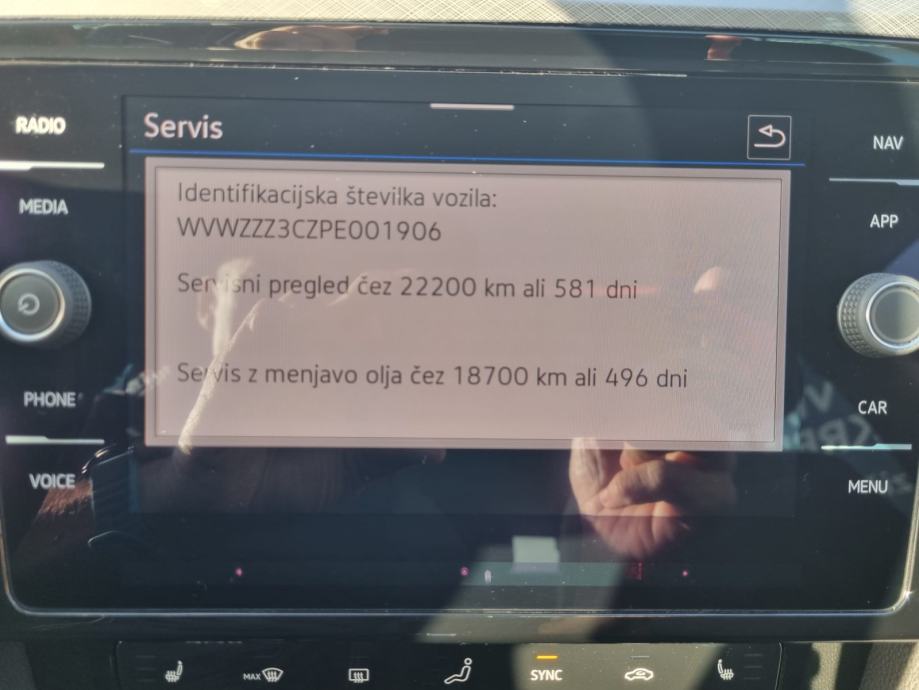 RADIO
MEDIA
PHONE
VOICE
Servis
Identifikacijska številka vozila:
WVWZZZ3CZPE001906
Servisni pregled čez 22200 km ali 581 dni
Servis z menjavo olja čez 18700 km ali 496 dni
NAV
APP
CAR
MENU
MAX
SYNC